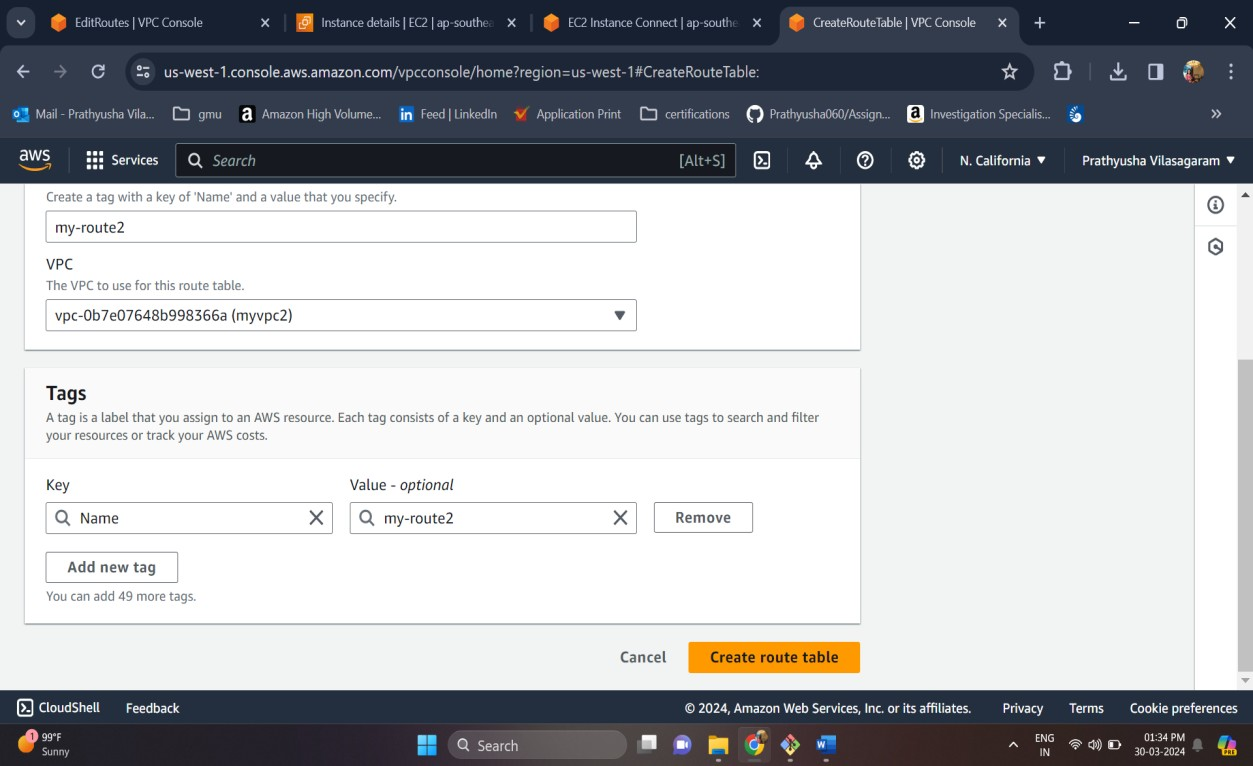 EditRoutes | VPC Console
Instance details | EC2 | ap-southea
EC2 Instance Connect | ap-southe
CreateRouteTable | VPC Console
us-west-1.console.aws.amazon.com/vpcconsole/home?region=us-west-1#CreateRouteTable:
Mail - Prathyusha Vila...
gmu
Amazon High Volume...
Feed | LinkedIn
Application Print
certifications
Prathyusha060/Assign...
Investigation Specialis...
aws
Services
Search
[Alt+S]
N. California
Prathyusha Vilasagaram
Create a tag with a key of 'Name' and a value that you specify.
my-route2
VPC
The VPC to use for this route table.
vpc-0b7e07648b998366a (myvpc2)
Tags
A tag is a label that you assign to an AWS resource. Each tag consists of a key and an optional value. You can use tags to search and filter
your resources or track your AWS costs.
Key
Value - optional
Name
my-route2
Remove
Add new tag
You can add 49 more tags.
Cancel
Create route table
CloudShell
Feedback
© 2024, Amazon Web Services, Inc. or its affiliates.
Privacy
Terms
Cookie preferences
1
99°F
Sunny
Search
ENG
IN
01:34 PM
30-03-2024